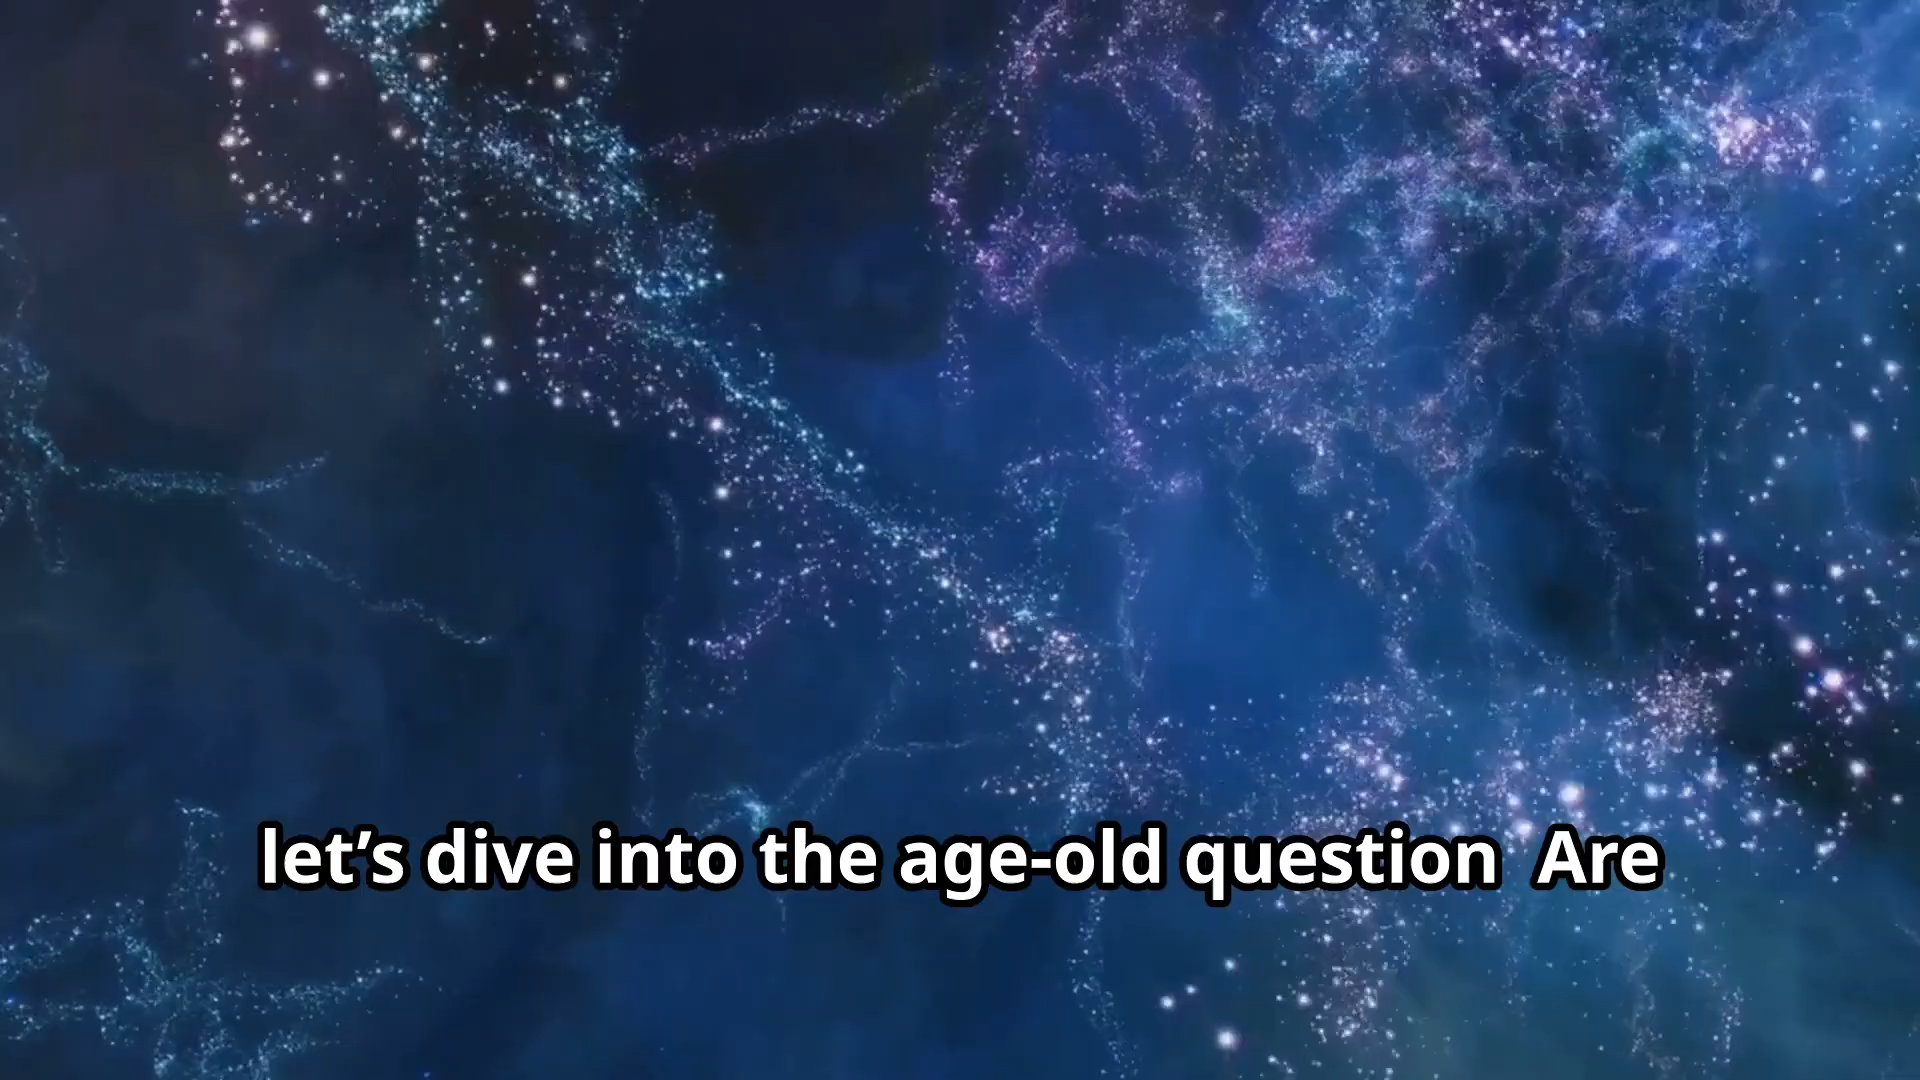 let’s dive into the age-old question  Are